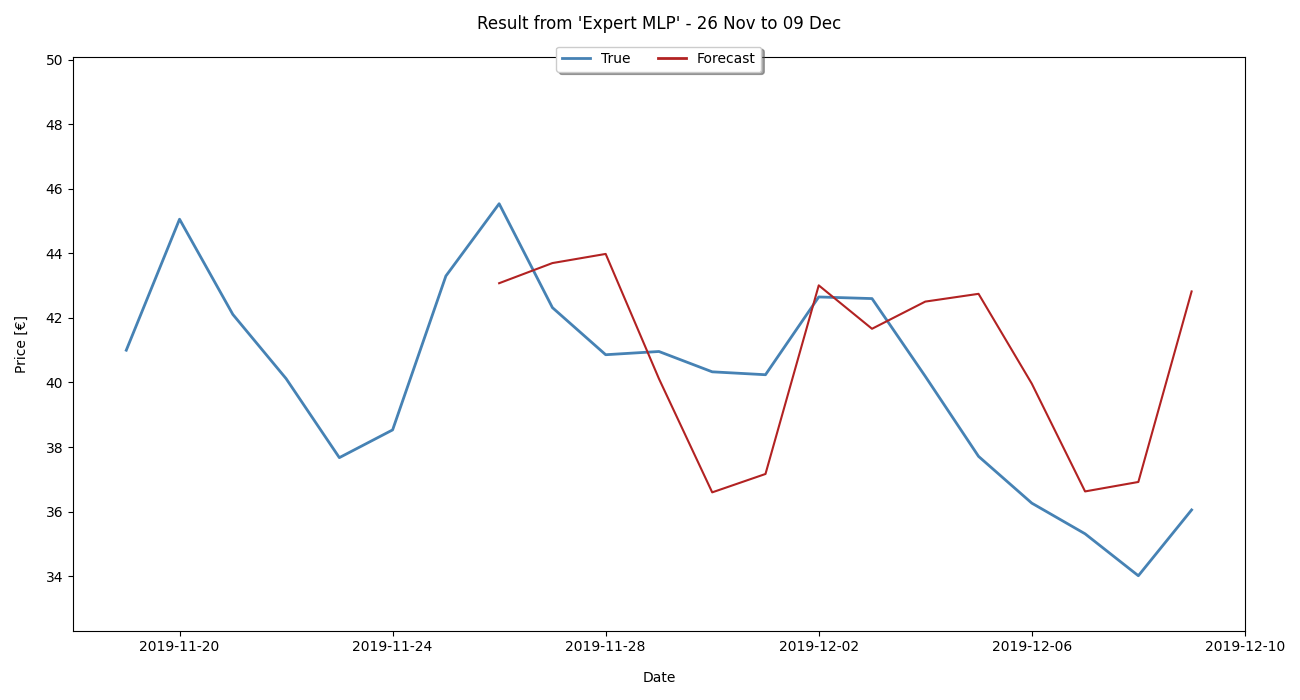 Result from 'Expert MLP' - 26 Nov to 09 Dec
True Forecast
50
48
46
44
42
40
38
36
34
Price [€]
2019-11-20 2019-11-24 2019-11-28 2019-12-02 2019-12-06 2019-12-10
Date